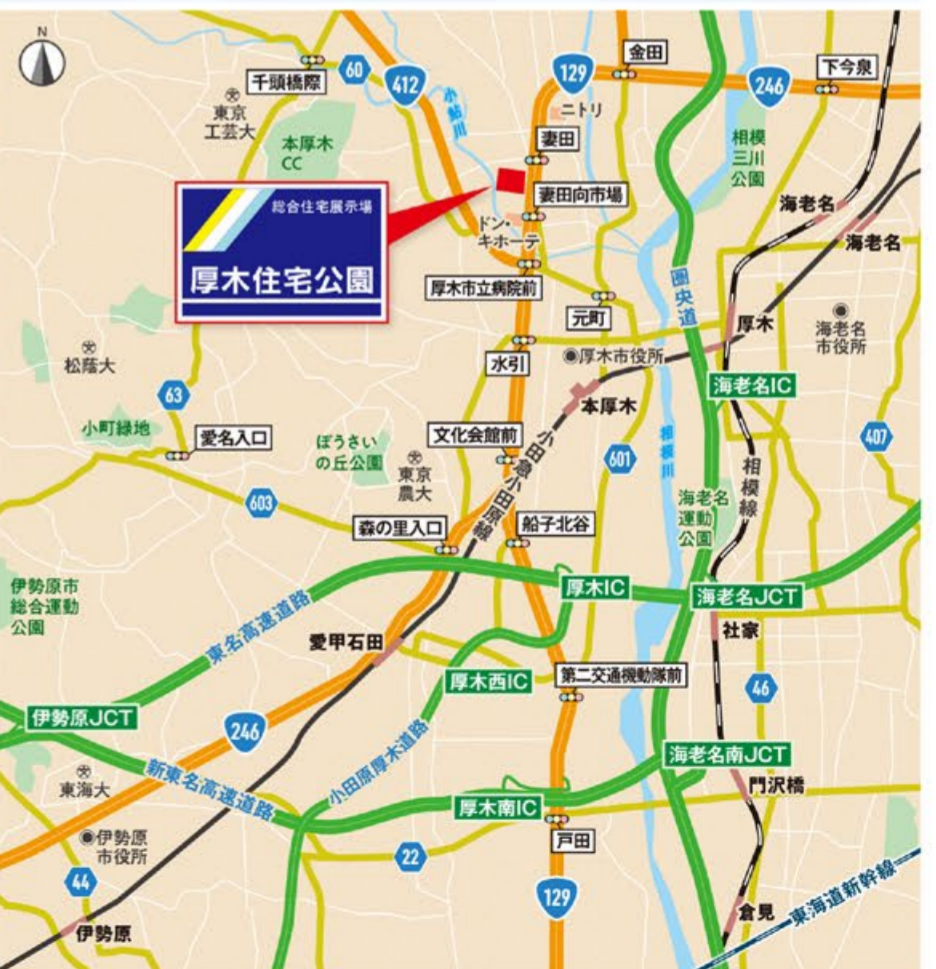 N
千頭橋際
60
412
129
金田
246
下今泉
小鮎川
ニトリ
東京
工芸大
本厚木
CC
妻田
相模
三川
公園
総合住宅展示場
厚木住宅公園
妻田向市場
海老名
海老名
ドン・
キホーテ
厚木市立病院前
圏央道
元町
厚木
海老名
市役所
松蔭大
水引
厚木市役所
海老名IC
63
本厚木
小町緑地
愛名入口
ぼうさい
の丘公園
文化会館前
小田急小田原線
601
相模川
407
東京
農大
相模線
603
海老名
運動
公園
森の里入口
船子北谷
伊勢原市
総合運動
公園
厚木IC
海老名JCT
東名高速道路
愛甲石田
社家
厚木西IC
第二交通機動隊前
46
伊勢原JCT
246
小田原厚木道路
海老名南JCT
新東名高速道路
東海大
門沢橋
厚木南IC
伊勢原
市役所
戸田
22
44
129
東海道新幹線
倉見
伊勢原